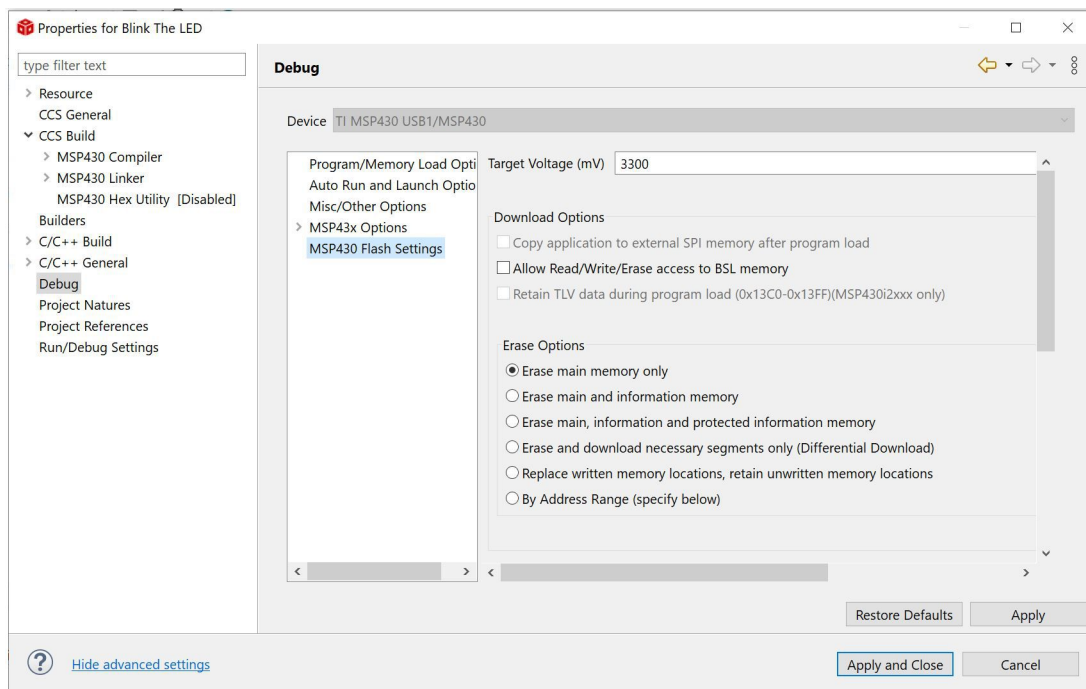 Properties for Blink The LED
type filter text
Resource
CCS General
CCS Build
MSP430 Compiler
MSP430 Linker
MSP430 Hex Utility [Disabled]
Builders
C/C++ Build
C/C++ General
Debug
Project Natures
Project References
Run/Debug Settings
Debug
Device TI MSP430 USB1/MSP430
Program/Memory Load Opti
Auto Run and Launch Optio
Misc/Other Options
MSP43x Options
MSP430 Flash Settings
Target Voltage (mV) 3300
Download Options
Copy application to external SPI memory after program load
Allow Read/Write/Erase access to BSL memory
Retain TLV data during program load (0x13C0-0x13FF)(MSP430i2xxx only)
Erase Options
Erase main memory only
Erase main and information memory
Erase main, information and protected information memory
Erase and download necessary segments only (Differential Download)
Replace written memory locations, retain unwritten memory locations
By Address Range (specify below)
Restore Defaults Apply
? Hide advanced settings Apply and Close Cancel